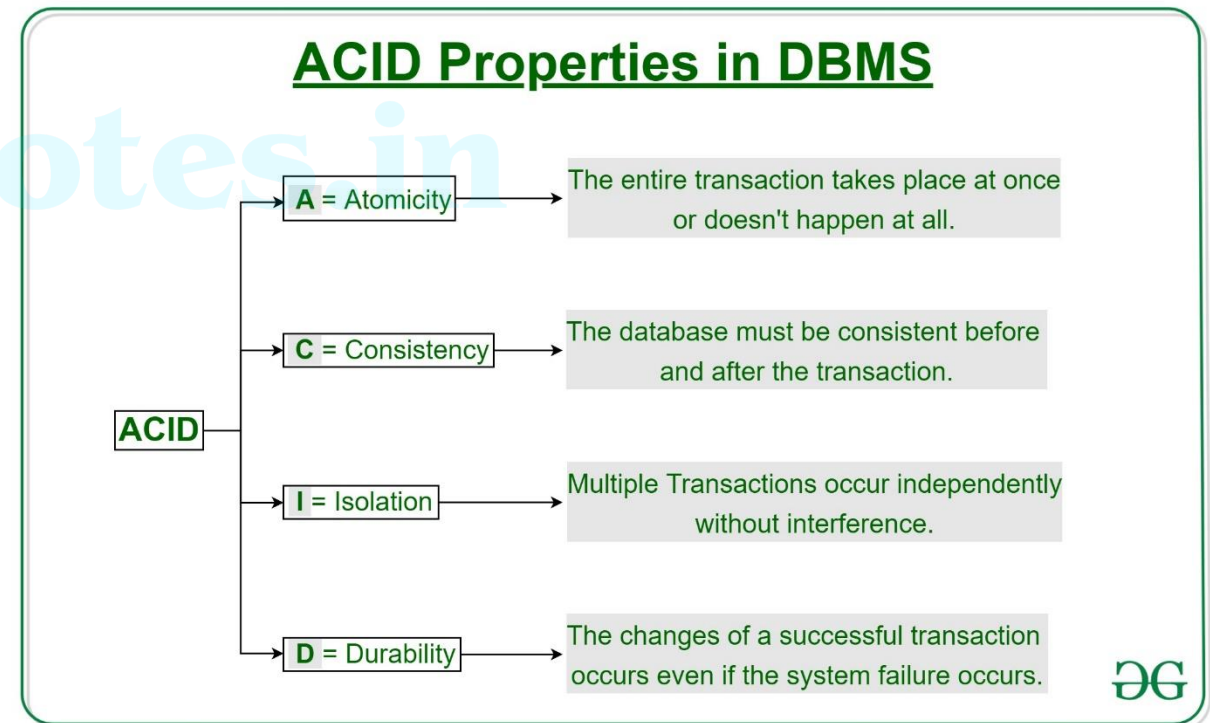 ACID Properties in DBMS
otes.in
A = Atomicity
The entire transaction takes place at once
or doesn't happen at all.
C = Consistency
The database must be consistent before
and after the transaction.
ACID
I = Isolation
Multiple Transactions occur independently
without interference.
D = Durability
The changes of a successful transaction
occurs even if the system failure occurs.